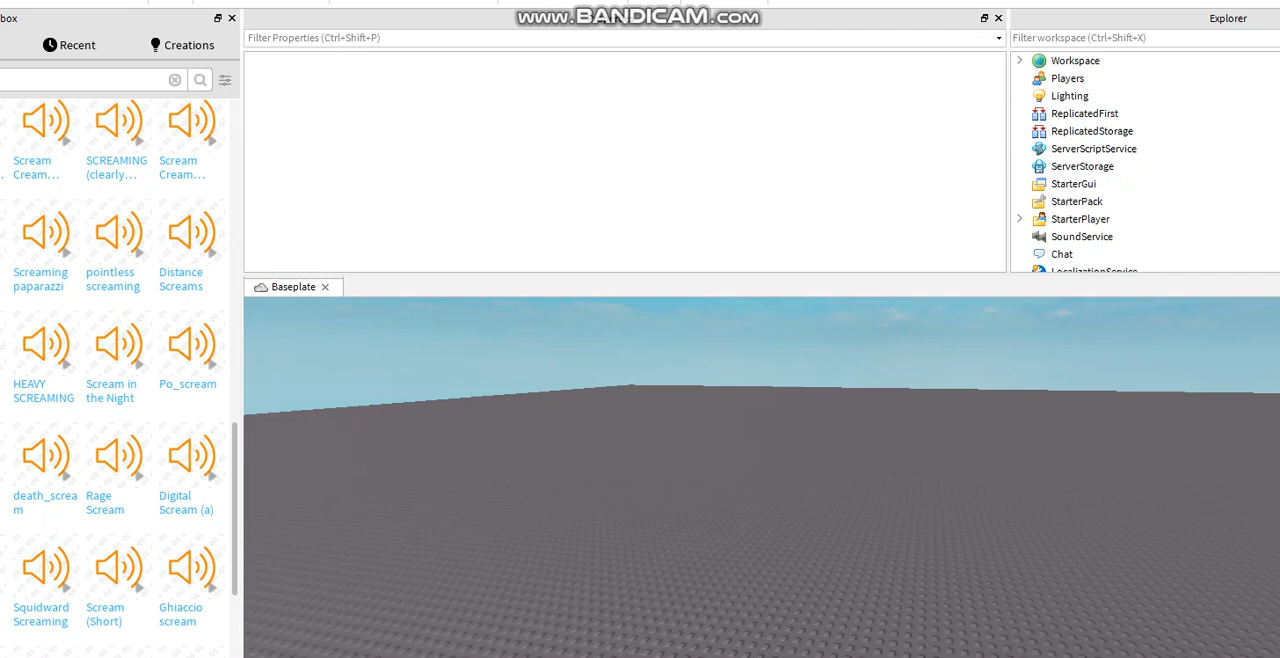 box
Recent
Creations
Scream Cream...
SCREAMING (clearly...
Scream Cream...
Screaming paparazzi
pointless screaming
Distance Screams
HEAVY SCREAMING
Scream in the Night
Po_scream
death_scream
Rage Scream
Digital Scream (a)
Squidward Screaming
Scream (Short)
Ghiaccio scream
www.BANDICAM.com
Filter Properties (Ctrl+Shift+P)
Explorer
Filter workspace (Ctrl+Shift+X)
Workspace
Players
Lighting
ReplicatedFirst
ReplicatedStorage
ServerScriptService
ServerStorage
StarterGui
StarterPack
StarterPlayer
SoundService
Chat
LocalizationService
Baseplate